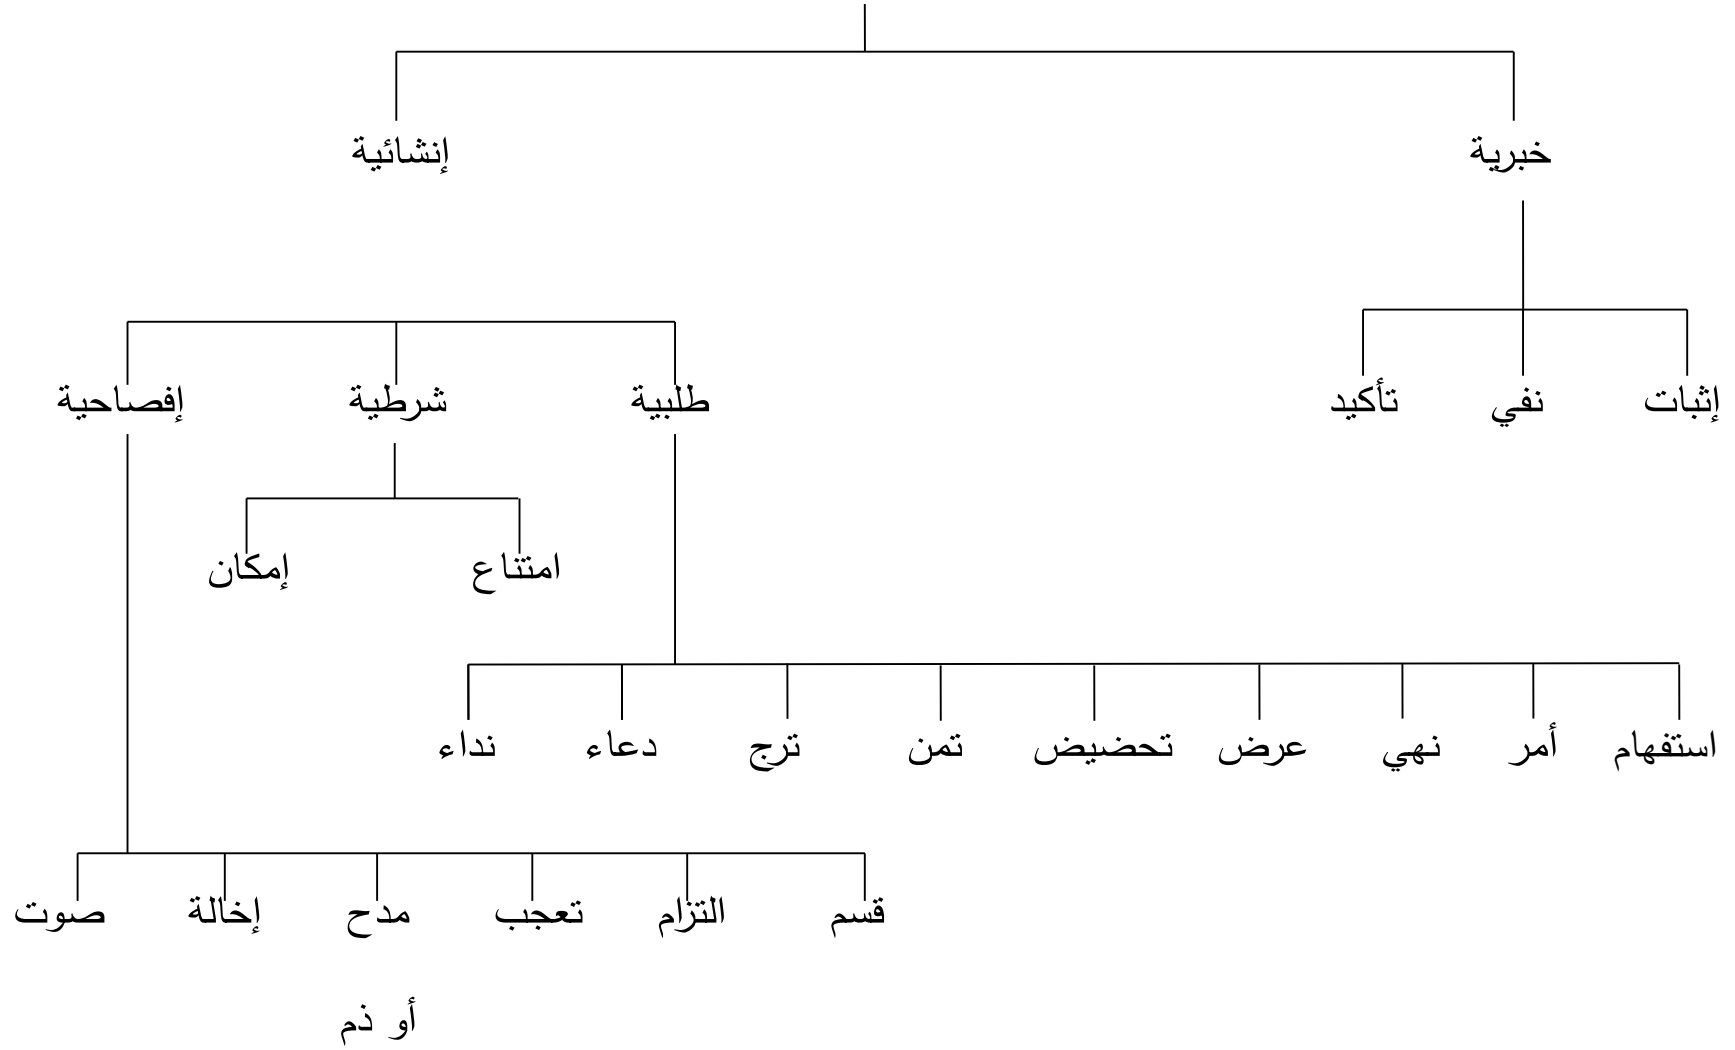 خبرية إنشائية
إثبات نفي تأكيد طلبية شرطية إفصاحية
امتناع إمكان
استفهام أمر نهي عرض تحضيض تمن ترج دعاء نداء
قسم التزام تعجب مدح إخالة صوت
أو ذم